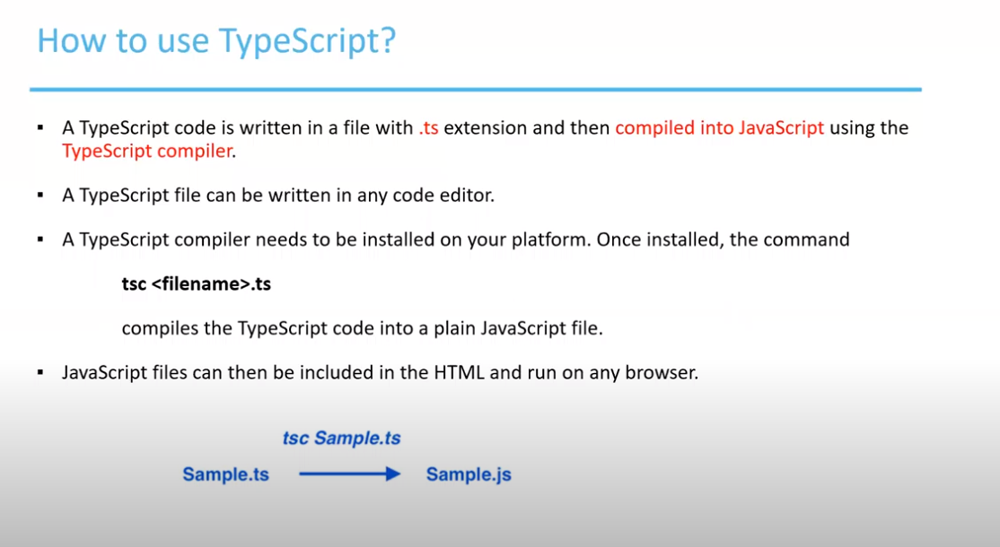 How to use TypeScript?
A TypeScript code is written in a file with .ts extension and then compiled into JavaScript using the
TypeScript compiler.
A TypeScript file can be written in any code editor.
A TypeScript compiler needs to be installed on your platform. Once installed, the command
tsc <filename>.ts
compiles the TypeScript code into a plain JavaScript file.
JavaScript files can then be included in the HTML and run on any browser.
tsc Sample.ts
Sample.ts Sample.js